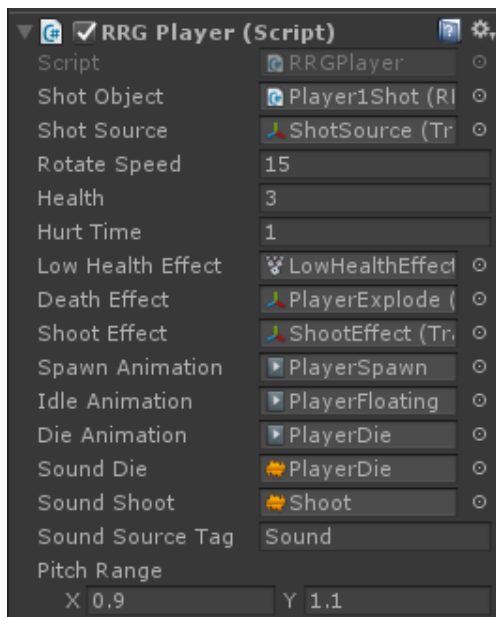 RRG Player (Script)
Script RRGPlayer
Shot Object Player1Shot (RI
Shot Source ShotSource (Tr
Rotate Speed 15
Health 3
Hurt Time 1
Low Health Effect LowHealthEffect
Death Effect PlayerExplode (
Shoot Effect ShootEffect (Tr
Spawn Animation PlayerSpawn
Idle Animation PlayerFloating
Die Animation PlayerDie
Sound Die PlayerDie
Sound Shoot Shoot
Sound Source Tag Sound
Pitch Range
X 0.9 Y 1.1